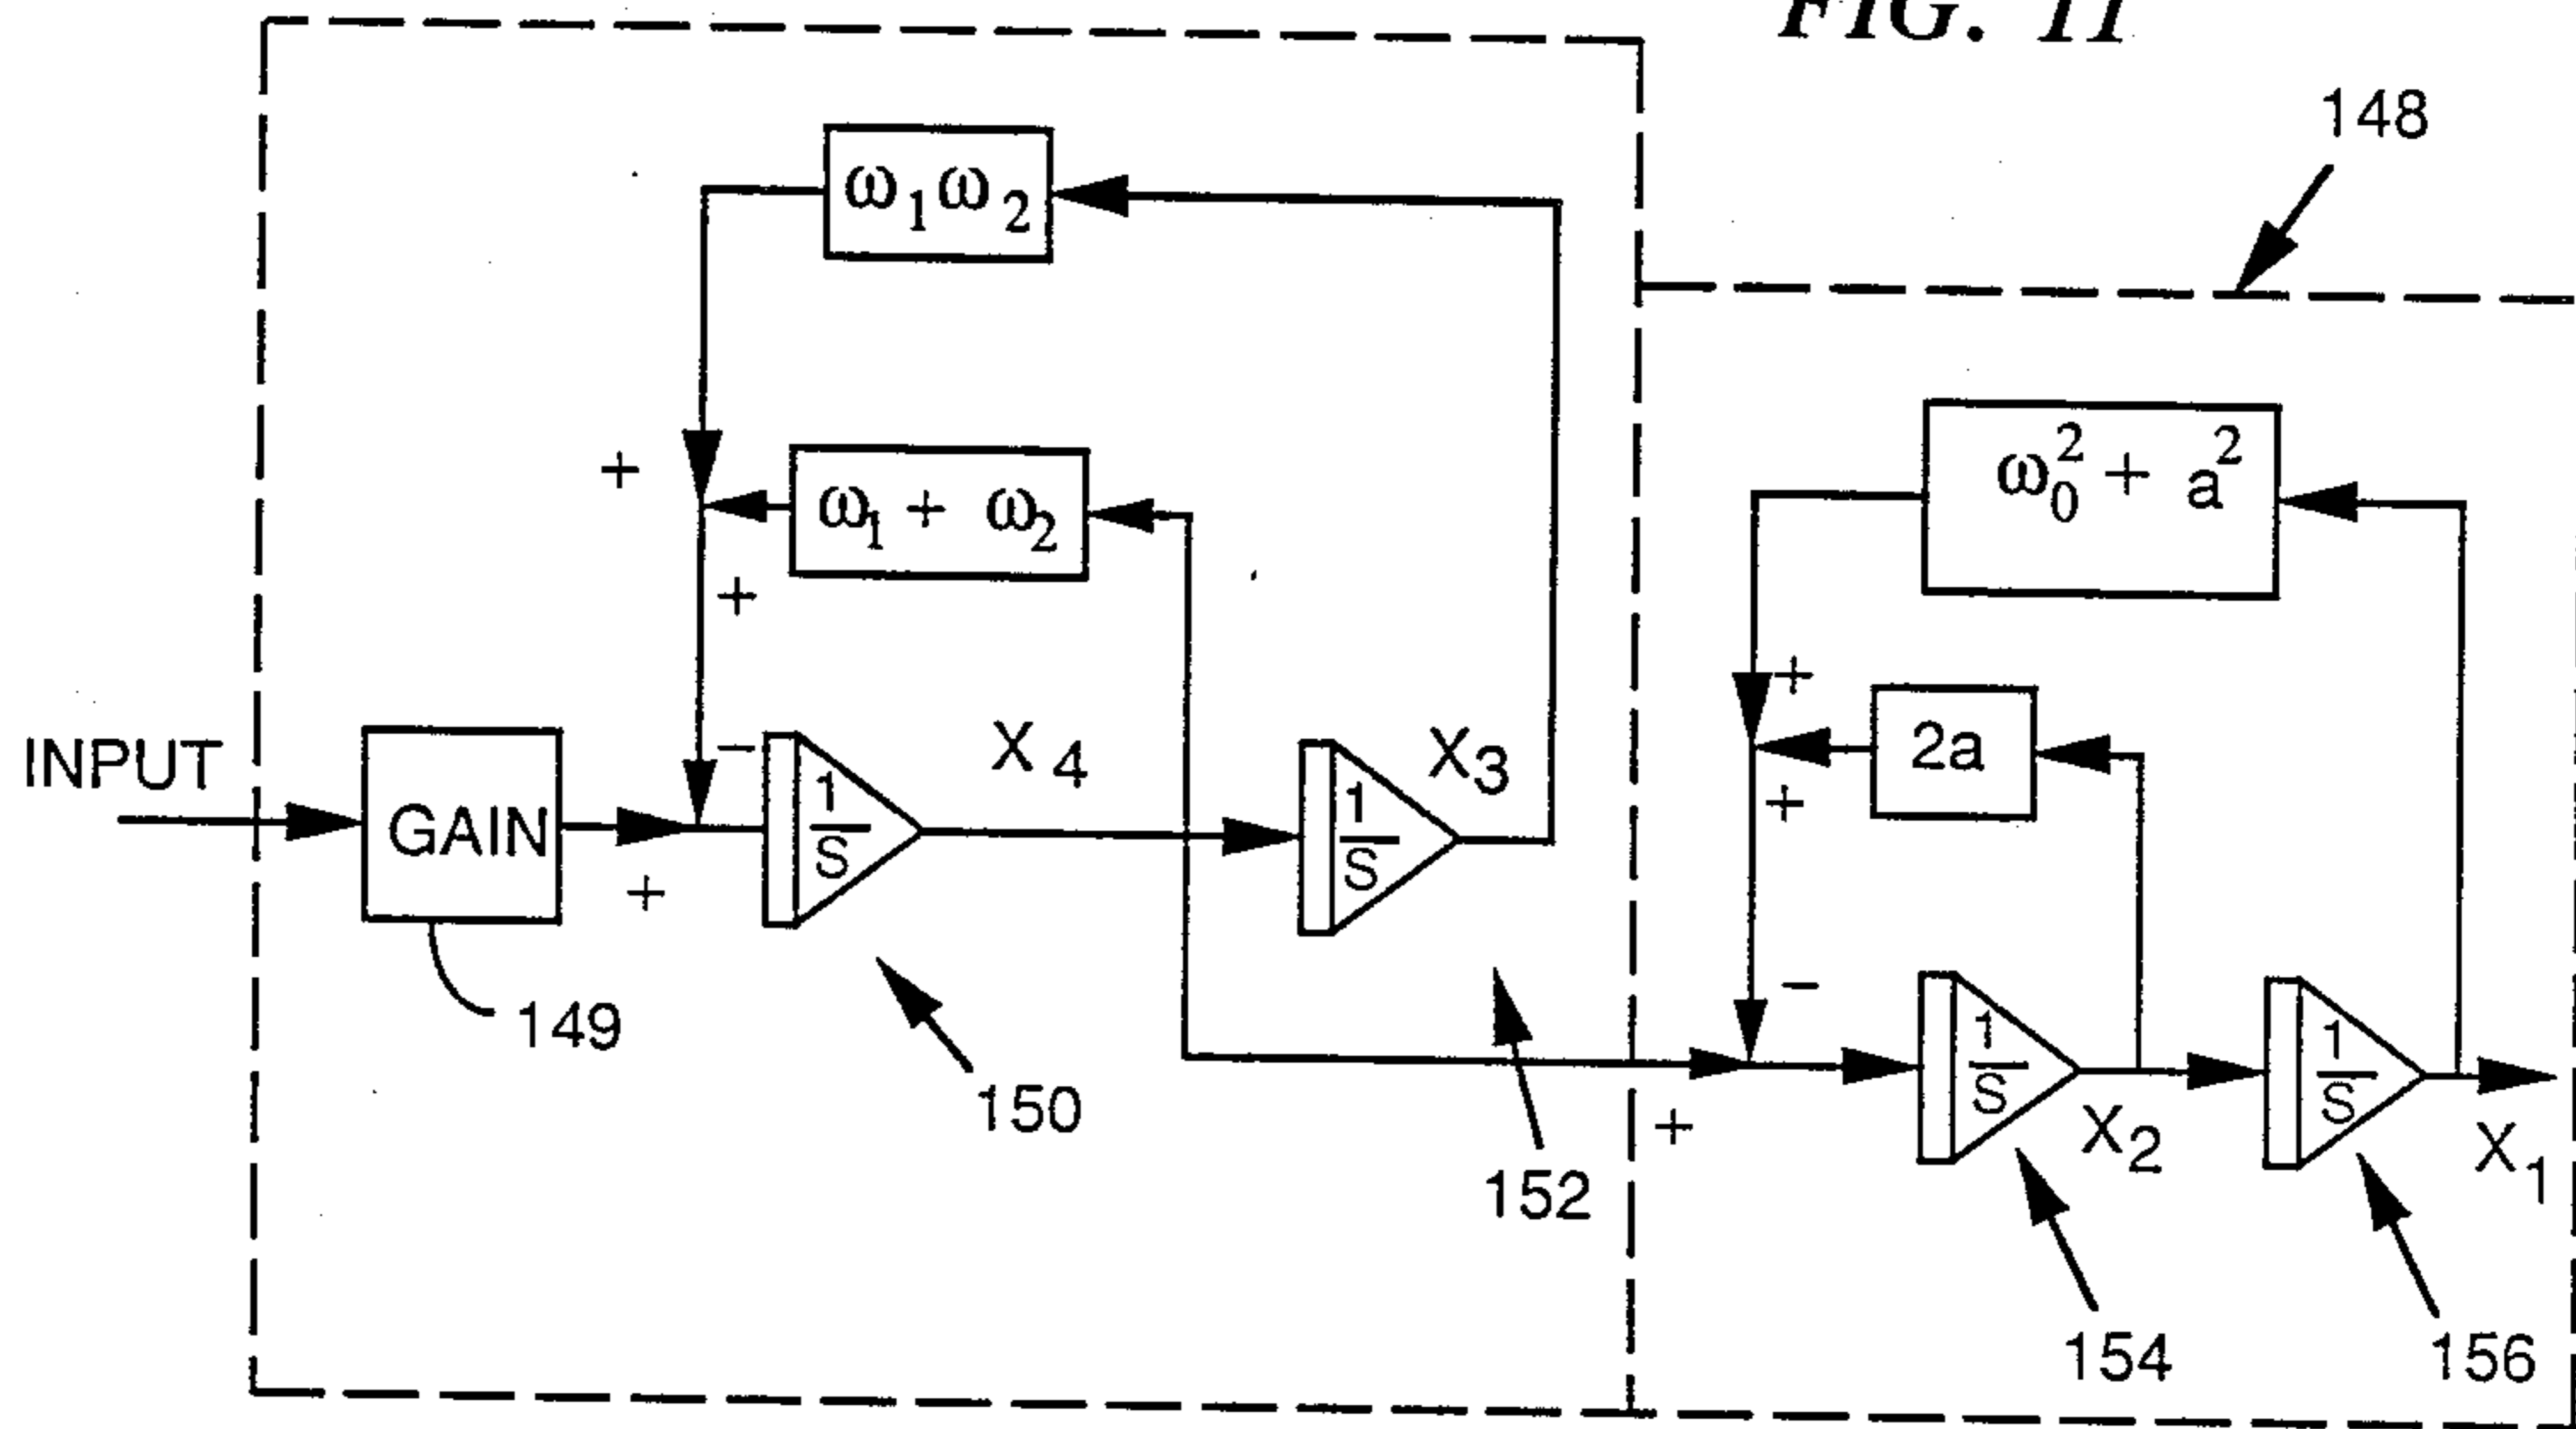 FIG. 11
148
ω₁ω₂
+
ω₁ + ω₂
+
ω₀² + a²
+
2a
+
INPUT
GAIN
+
−
1/S
X₄
1/S
X₃
149
150
152
−
+
1/S
X₂
1/S
X₁
154
156